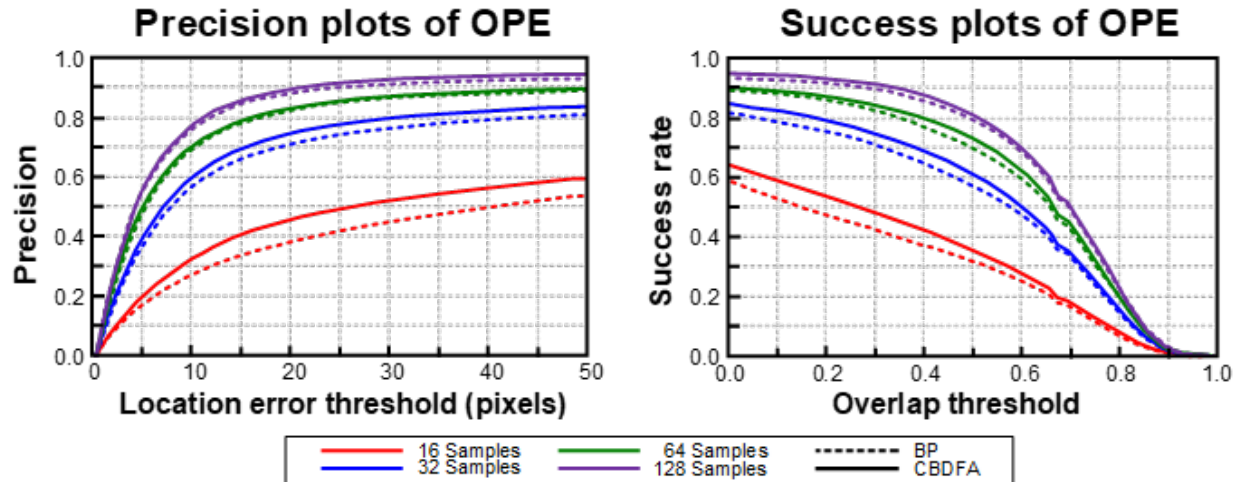 Precision plots of OPE
1.0
0.8
0.6
0.4
0.2
0.0
Precision
0
10
20
30
40
50
Location error threshold (pixels)
Success plots of OPE
1.0
0.8
0.6
0.4
0.2
0.0
Success rate
0.0
0.2
0.4
0.6
0.8
1.0
Overlap threshold
16 Samples
64 Samples
BP
32 Samples
128 Samples
CBDFA